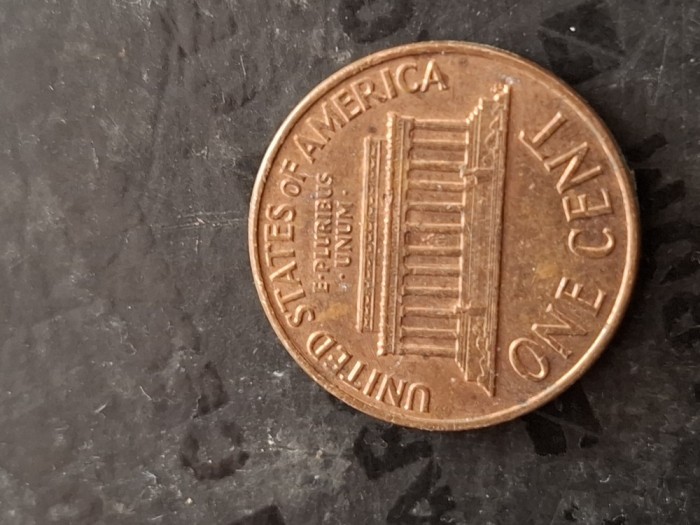 UNITED STATES OF AMERICA
E·PLURIBUS
·UNUM·
ONE CENT